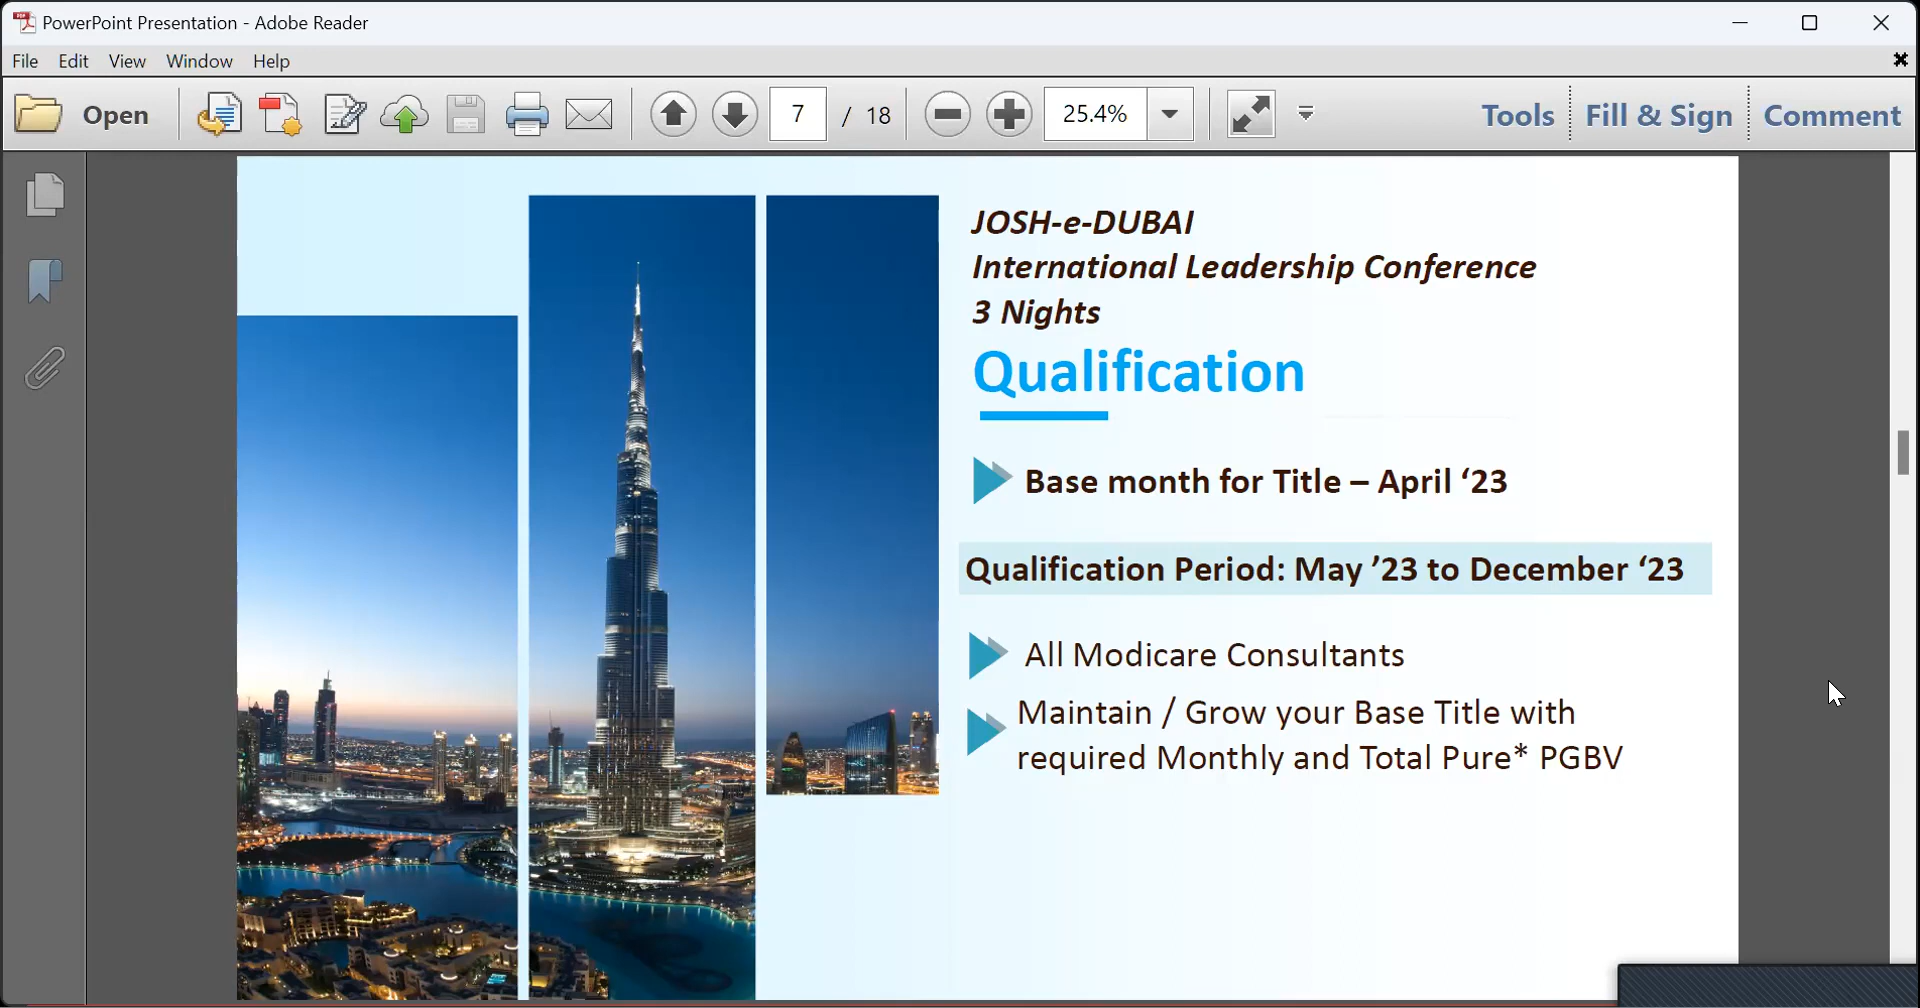 PowerPoint Presentation - Adobe Reader
File Edit View Window Help
Open 7 / 18 25.4% Tools Fill & Sign Comment
JOSH-e-DUBAI
International Leadership Conference
3 Nights
Qualification
Base month for Title – April ‘23
Qualification Period: May ’23 to December ‘23
All Modicare Consultants
Maintain / Grow your Base Title with
required Monthly and Total Pure* PGBV